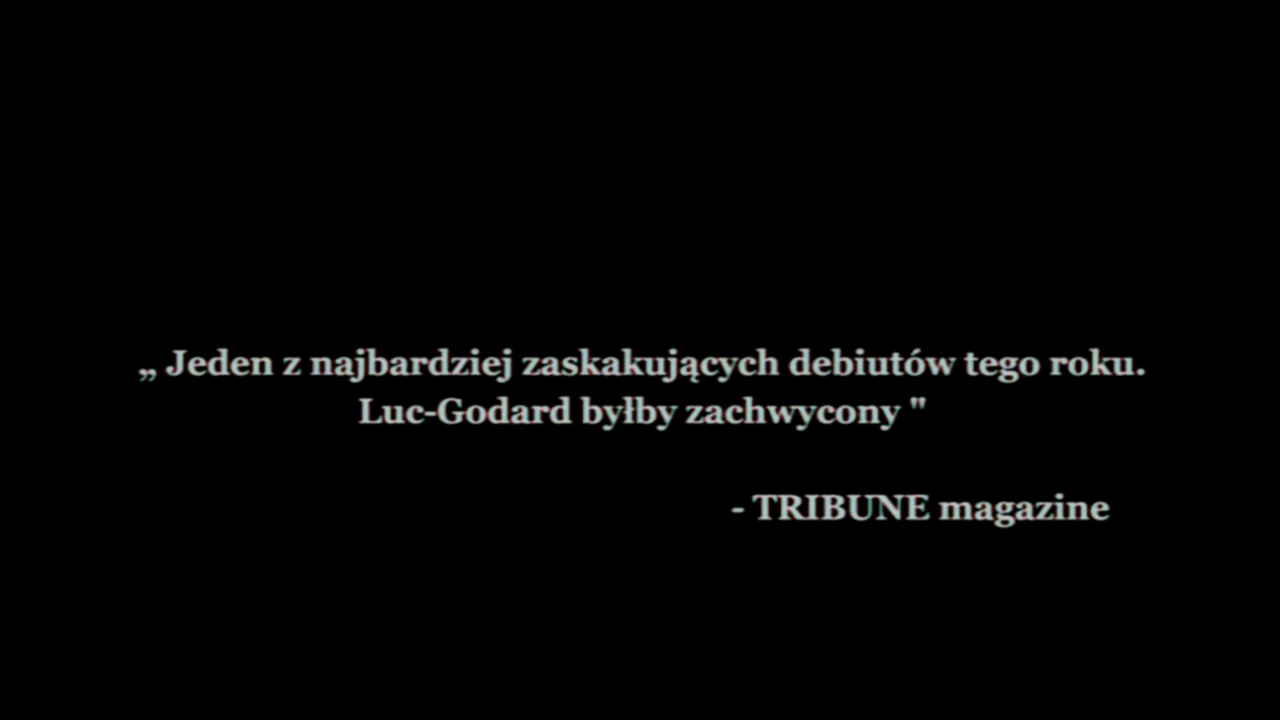 „ Jeden z najbardziej zaskakujących debiutów tego roku.
Luc-Godard byłby zachwycony "
- TRIBUNE magazine